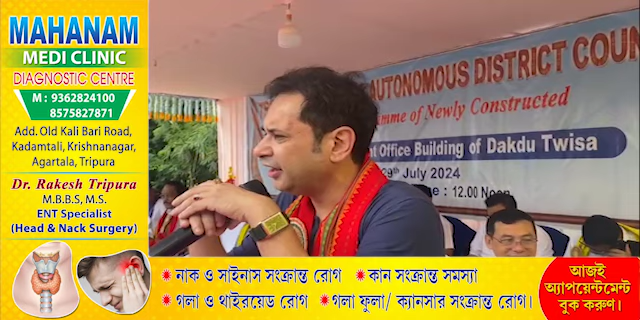 MAHANAM
MEDI CLINIC
DIAGNOSTIC CENTRE
M : 9362824100
8575827871
Add. Old Kali Bari Road,
Kadamtali, Krishnanagar,
Agartala, Tripura
Dr. Rakesh Tripura
M.B.B.S, M.S.
ENT Specialist
(Head & Nack Surgery)
AUTONOMOUS DISTRICT COUN
mme of Newly Constructed
Office Building of Dakdu Twisa
29th July 2024
: 12.00 Noon
* নাক ও সাইনাস সংক্রান্ত রোগ * কান সংক্রান্ত সমস্যা
* গলা ও থাইরয়েড রোগ * গলা ফুলা/ ক্যানসার সংক্রান্ত রোগ।
আজই
অ্যাপয়েন্টমেন্ট
বুক করুণ।